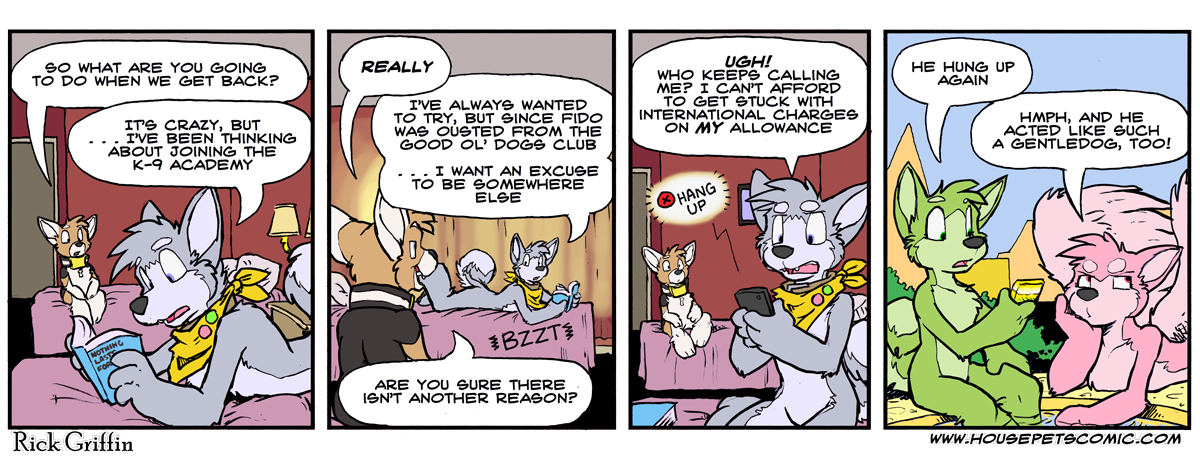 SO WHAT ARE YOU GOING
TO DO WHEN WE GET BACK?
IT'S CRAZY, BUT
. . . I'VE BEEN THINKING
ABOUT JOINING THE
K-9 ACADEMY
NOTHING
LASTS
FOR
REALLY
I'VE ALWAYS WANTED
TO TRY, BUT SINCE FIDO
WAS OUSTED FROM THE
GOOD OL' DOGS CLUB
. . . I WANT AN EXCUSE
TO BE SOMEWHERE
ELSE
BZZT
ARE YOU SURE THERE
ISN'T ANOTHER REASON?
UGH!
WHO KEEPS CALLING
ME? I CAN'T AFFORD
TO GET STUCK WITH
INTERNATIONAL CHARGES
ON MY ALLOWANCE
HANG
UP
HE HUNG UP
AGAIN
HMPH, AND HE
ACTED LIKE SUCH
A GENTLEDOG, TOO!
Rick Griffin
WWW.HOUSEPETSCOMIC.COM